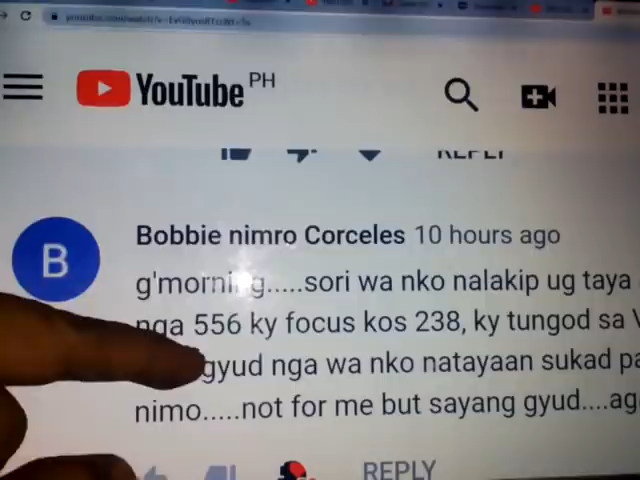 YouTube PH
REPLY
B
Bobbie nimro Corceles 10 hours ago
g'morning.....sori wa nko nalakip ug taya
nga 556 ky focus kos 238, ky tungod sa
gyud nga wa nko natayaan sukad pa
nimo.....not for me but sayang gyud....ag
REPLY